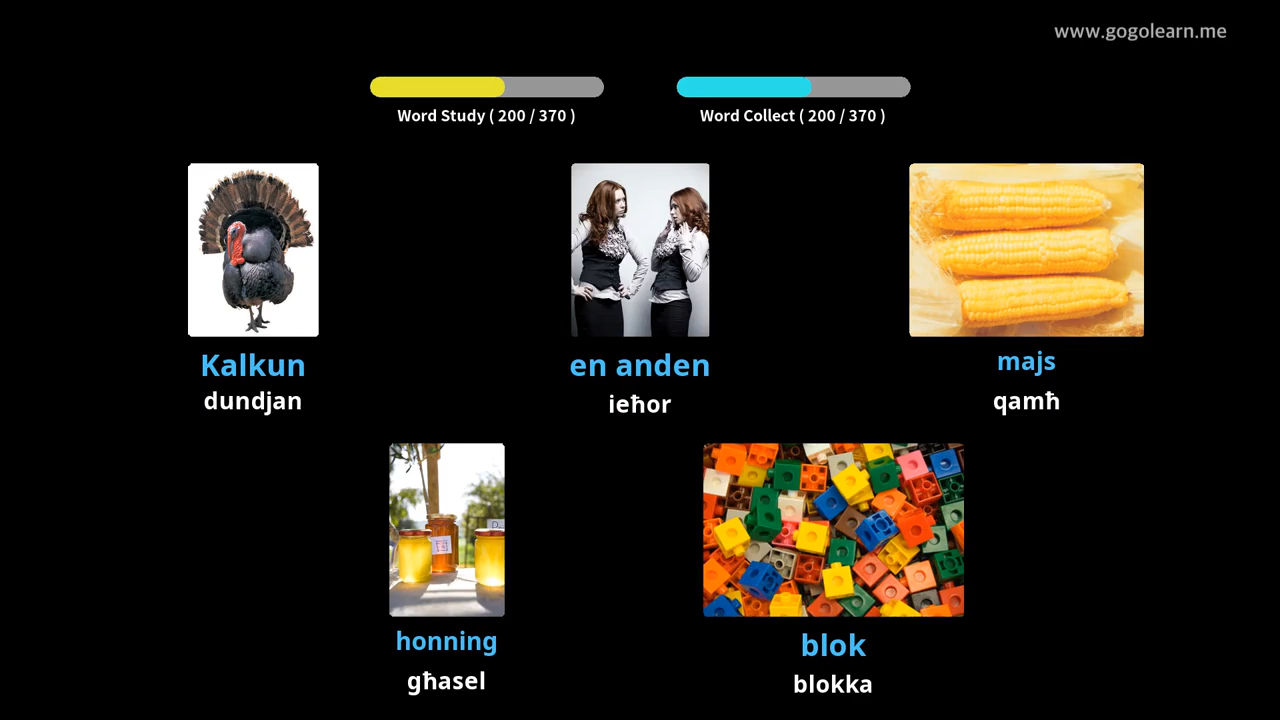 www.gogolearn.me
Word Study ( 200 / 370 )
Word Collect ( 200 / 370 )
Kalkun
dundjan
en anden
ieħor
majs
qamħ
honning
għasel
blok
blokka